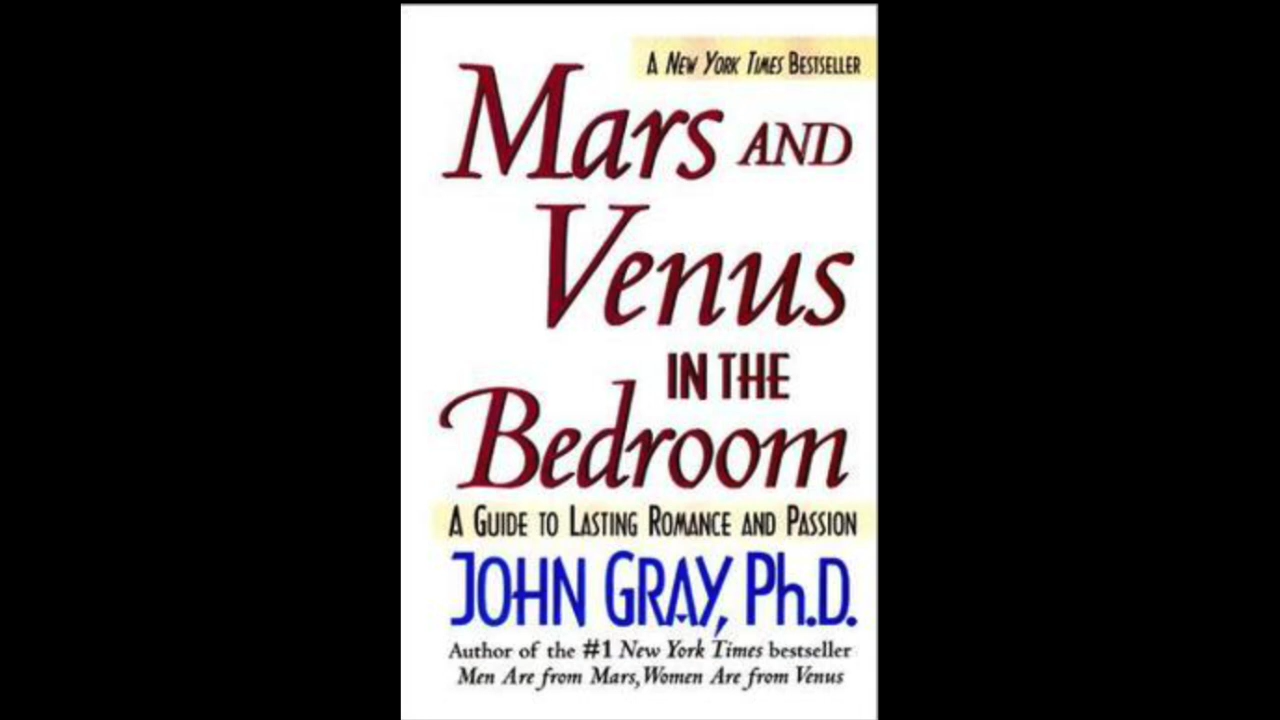 A New York Times Bestseller
Mars AND
Venus
IN THE
Bedroom
A Guide to Lasting Romance and Passion
JOHN GRAY, Ph.D.
Author of the #1 New York Times bestseller
Men Are from Mars, Women Are from Venus